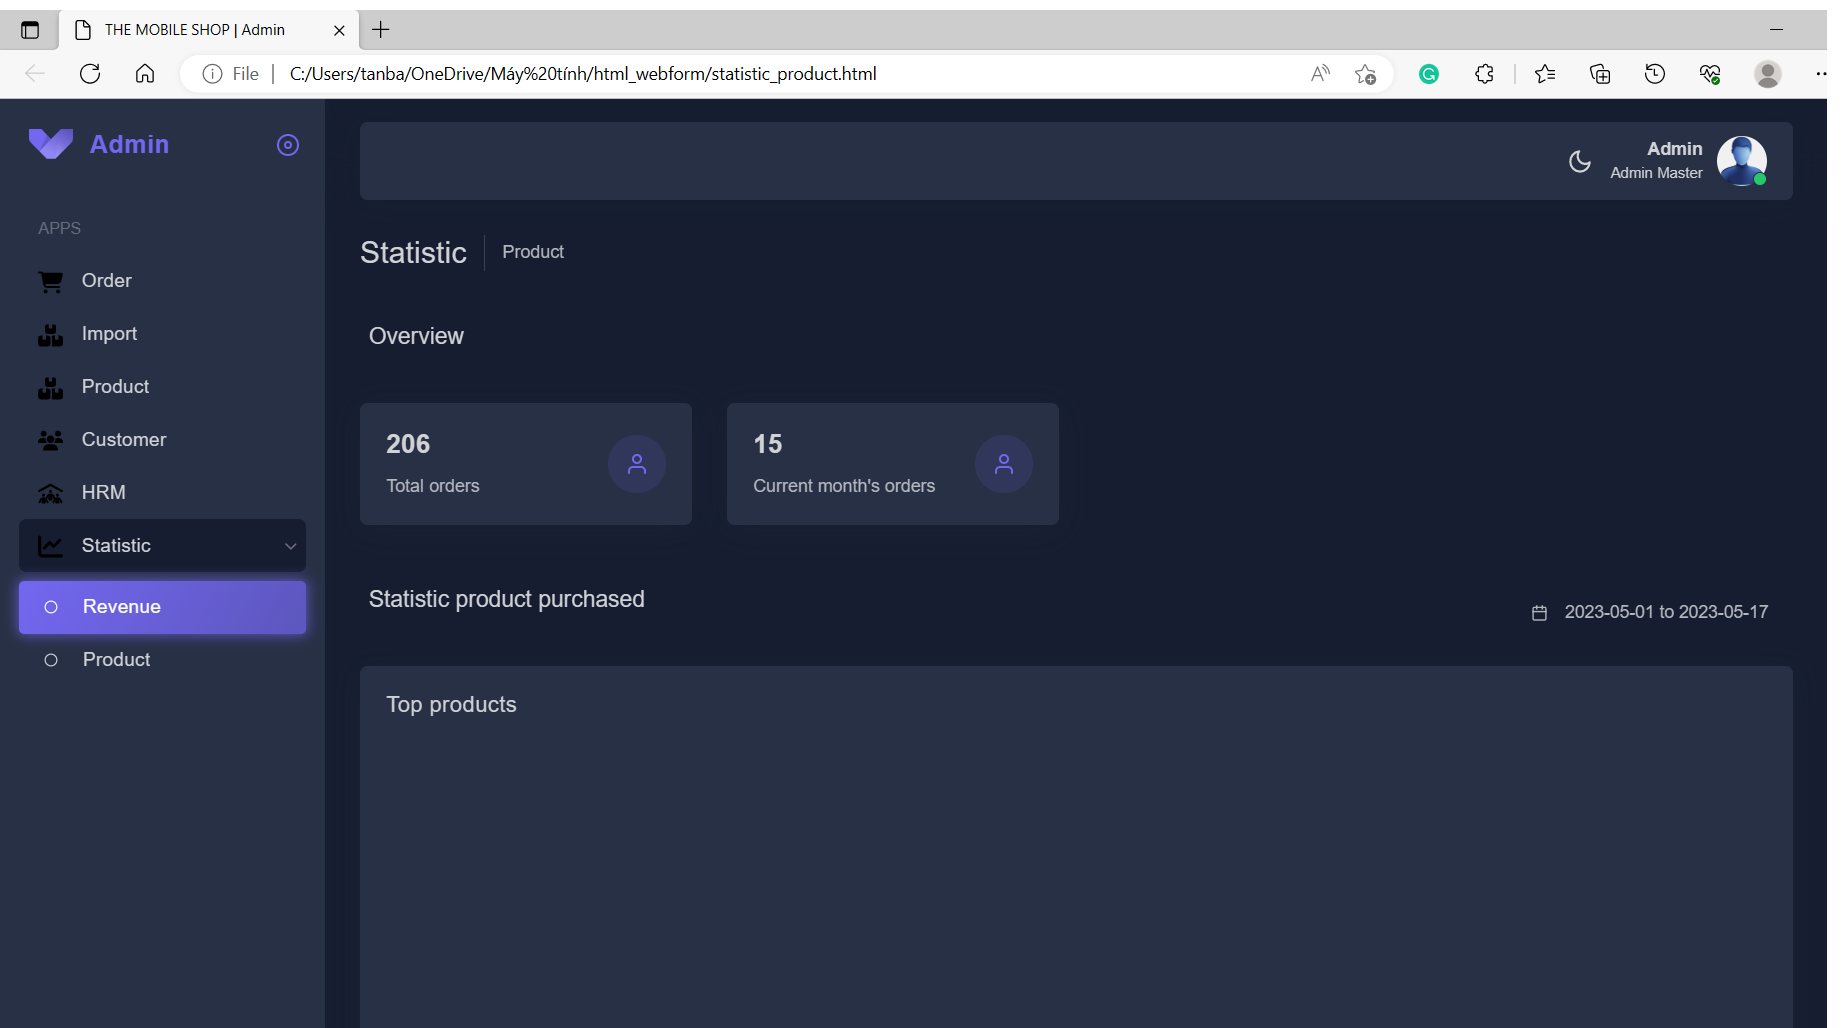 THE MOBILE SHOP | Admin
File
C:/Users/tanba/OneDrive/Máy%20tính/html_webform/statistic_product.html
Admin
APPS
Order
Import
Product
Customer
HRM
Statistic
Revenue
Product
Admin
Admin Master
Statistic
Product
Overview
206
Total orders
15
Current month's orders
Statistic product purchased
2023-05-01 to 2023-05-17
Top products